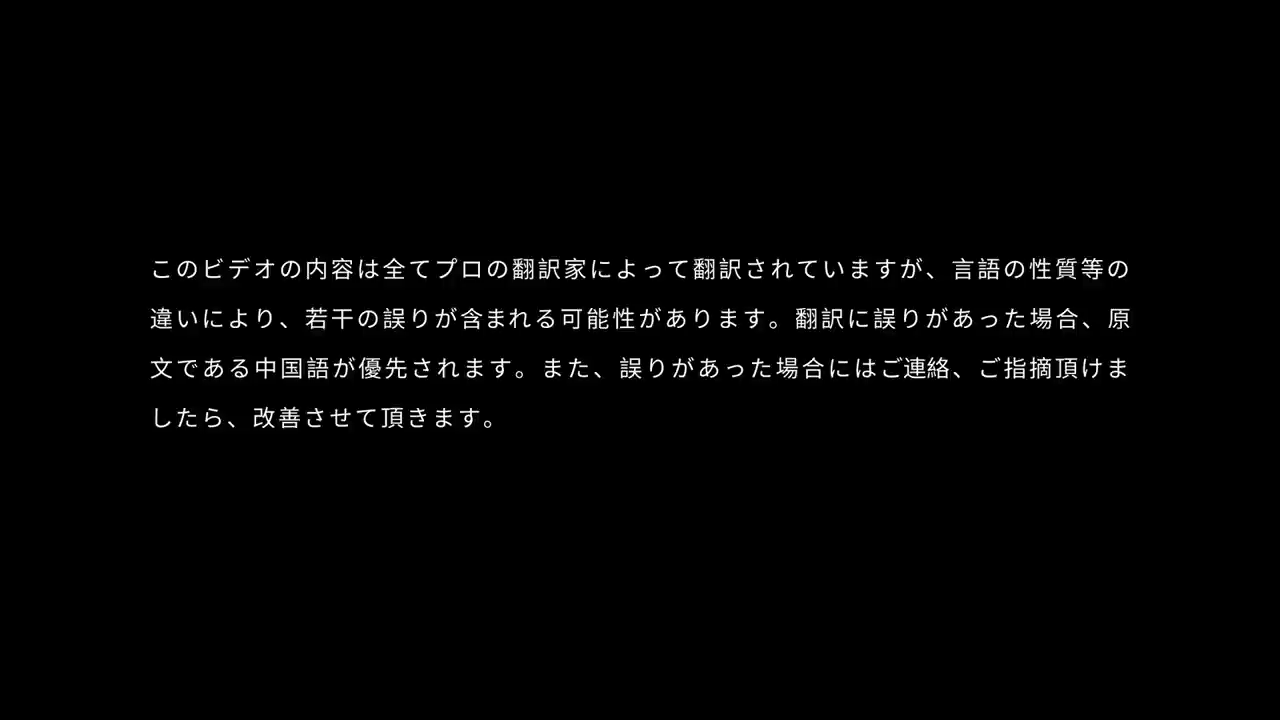 このビデオの内容は全てプロの翻訳家によって翻訳されていますが、言語の性質等の
違いにより、若干の誤りが含まれる可能性があります。翻訳に誤りがあった場合、原
文である中国語が優先されます。また、誤りがあった場合にはご連絡、ご指摘頂けま
したら、改善させて頂きます。